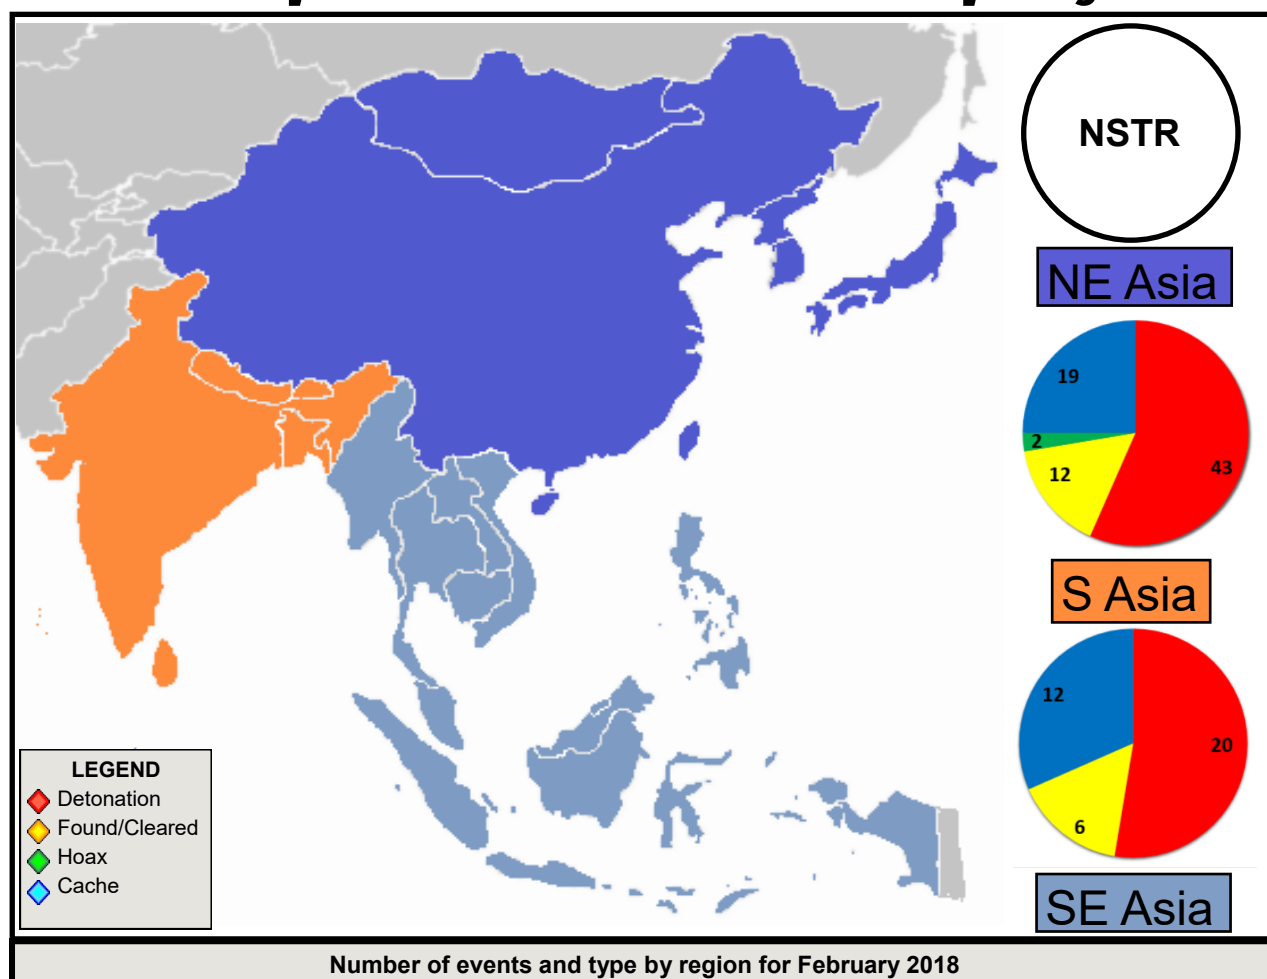 NSTR
NE Asia
19
2
12
43
S Asia
12
20
6
SE Asia
LEGEND
Detonation
Found/Cleared
Hoax
Cache
Number of events and type by region for February 2018